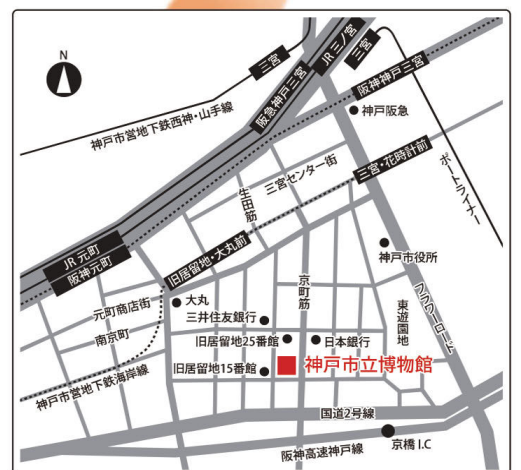 N
三宮
JR 三ノ宮
三宮
阪急神戸三宮
阪神神戸三宮
神戸市営地下鉄西神・山手線
神戸阪急
三宮センター街
三宮・花時計前
ポートライナー
生田筋
JR 元町
阪神元町
旧居留地・大丸前
神戸市役所
元町商店街
大丸
京町筋
フラワーロード
三井住友銀行
東遊園地
南京町
旧居留地25番館
日本銀行
神戸市営地下鉄海岸線
旧居留地15番館
神戸市立博物館
国道2号線
阪神高速神戸線
京橋 I.C